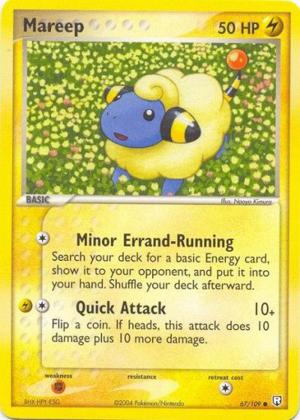 Mareep
50 HP
Illus. Naoyo Kimura
BASIC
Minor Errand-Running
Search your deck for a basic Energy card,
show it to your opponent, and put it into
your hand. Shuffle your deck afterward.
Quick Attack 10+
Flip a coin. If heads, this attack does 10
damage plus 10 more damage.
weakness
resistance
retreat cost
©2004 Pokémon/Nintendo
67/109 ●